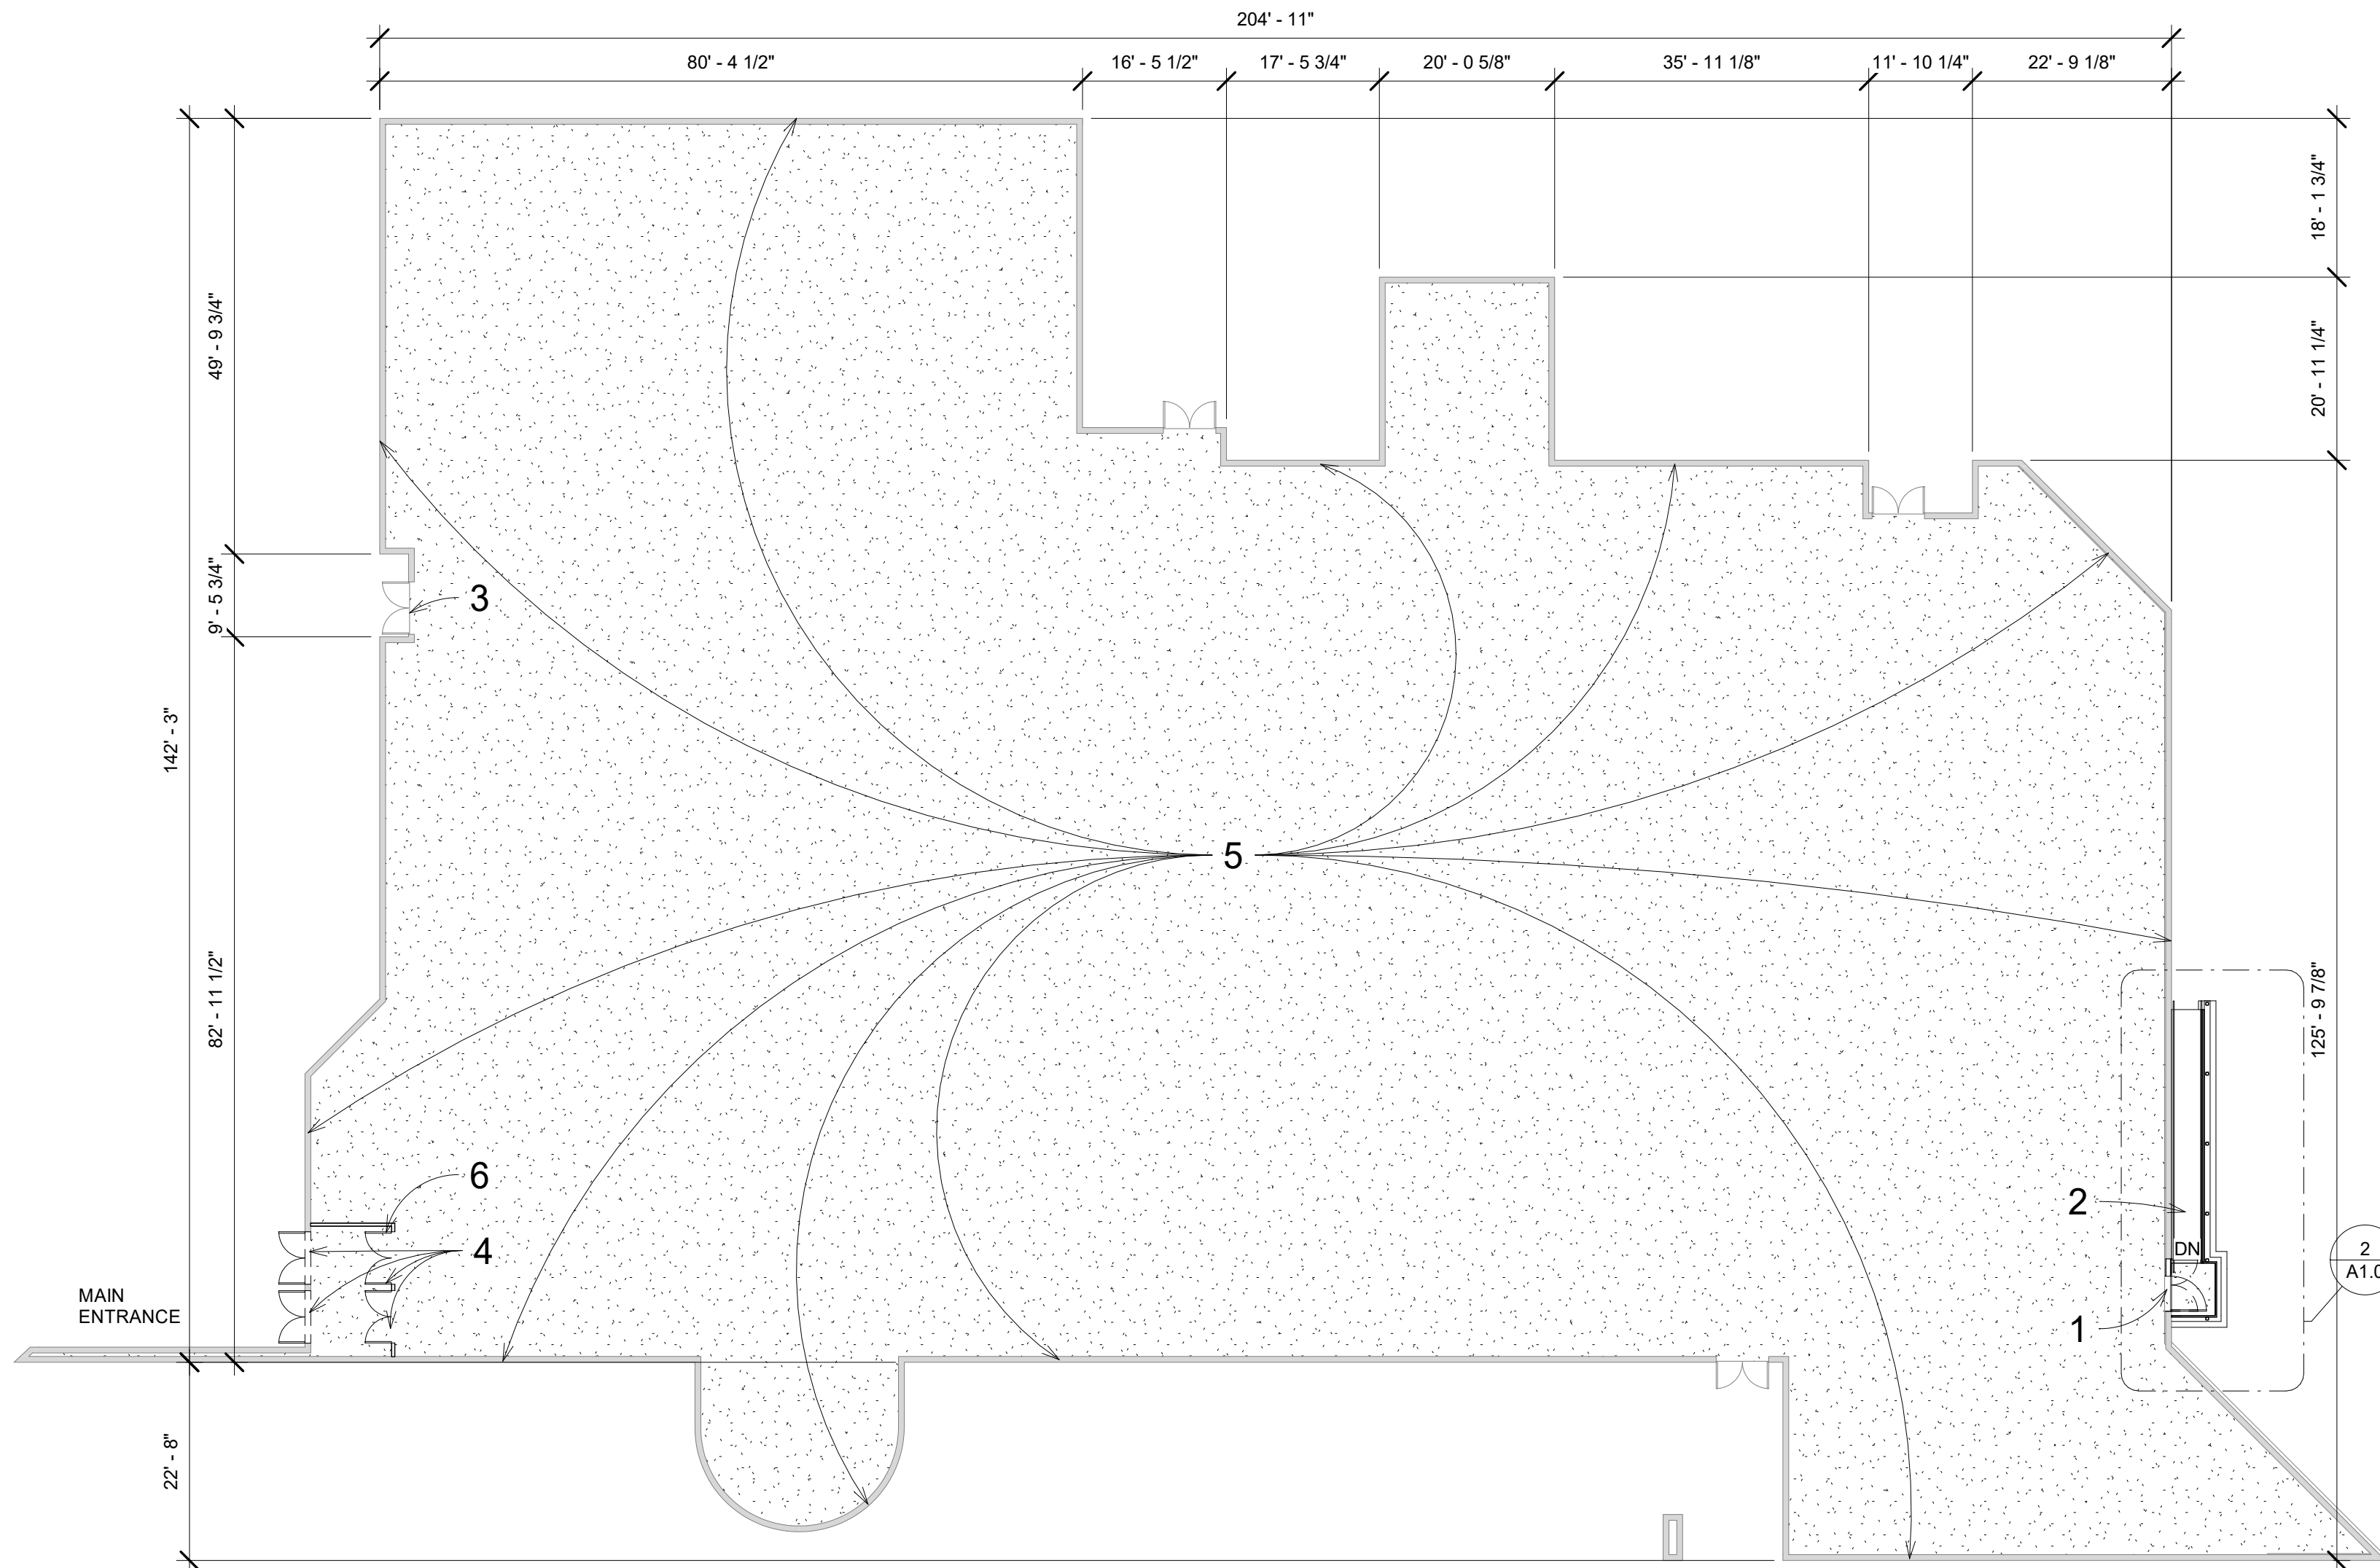 204' - 11"
80' - 4 1/2"
16' - 5 1/2"
17' - 5 3/4"
20' - 0 5/8"
35' - 11 1/8"
11' - 10 1/4"
22' - 9 1/8"
18' - 1 3/4"
49' - 9 3/4"
20' - 11 1/4"
9' - 5 3/4"
3
142' - 3"
5
82' - 11 1/2"
125' - 9 7/8"
6
2
4
DN
2
A1.0
MAIN
ENTRANCE
1
22' - 8"